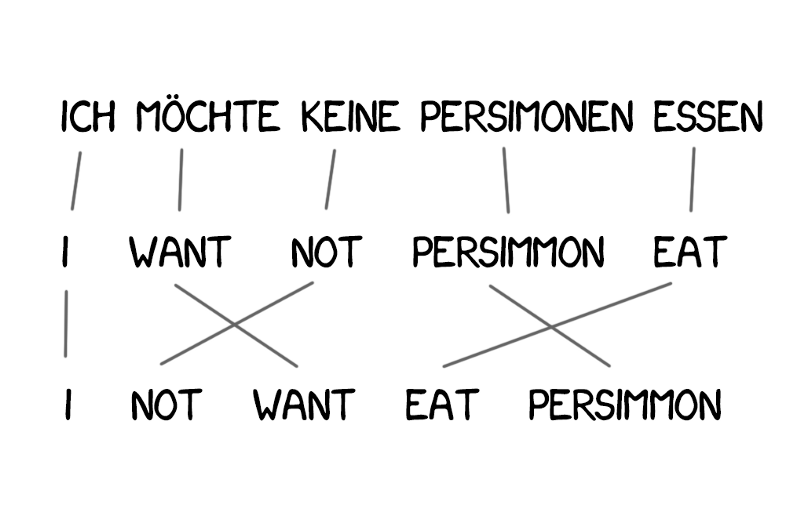 ICH MÖCHTE KEINE PERSIMONEN ESSEN
I WANT NOT PERSIMMON EAT
I NOT WANT EAT PERSIMMON